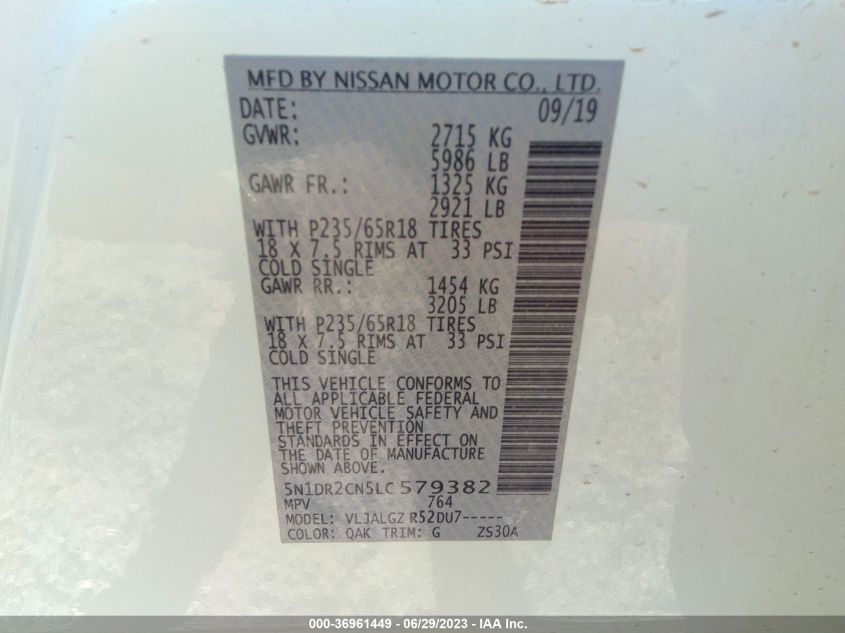 MFD BY NISSAN MOTOR CO., LTD.
DATE: 09/19
GVWR: 2715 KG
5986 LB
GAWR FR.: 1325 KG
2921 LB
WITH P235/65R18 TIRES
18 X 7.5 RIMS AT 33 PSI
COLD SINGLE
GAWR RR.: 1454 KG
3205 LB
WITH P235/65R18 TIRES
18 X 7.5 RIMS AT 33 PSI
COLD SINGLE
THIS VEHICLE CONFORMS TO
ALL APPLICABLE FEDERAL
MOTOR VEHICLE SAFETY AND
THEFT PREVENTION
STANDARDS IN EFFECT ON
THE DATE OF MANUFACTURE
SHOWN ABOVE.
5N1DR2CN5LC 579382
MPV 764
MODEL: VLJALGZ R52DU7-----
COLOR: QAK TRIM: G ZS30A
000-36961449 - 06/29/2023 - IAA Inc.